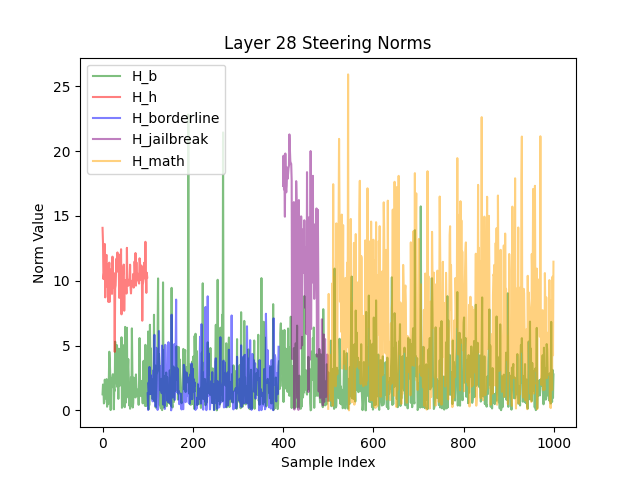 Layer 28 Steering Norms
H_b
H_h
H_borderline
H_jailbreak
H_math
Norm Value
25
20
15
10
5
0
0 200 400 600 800 1000
Sample Index